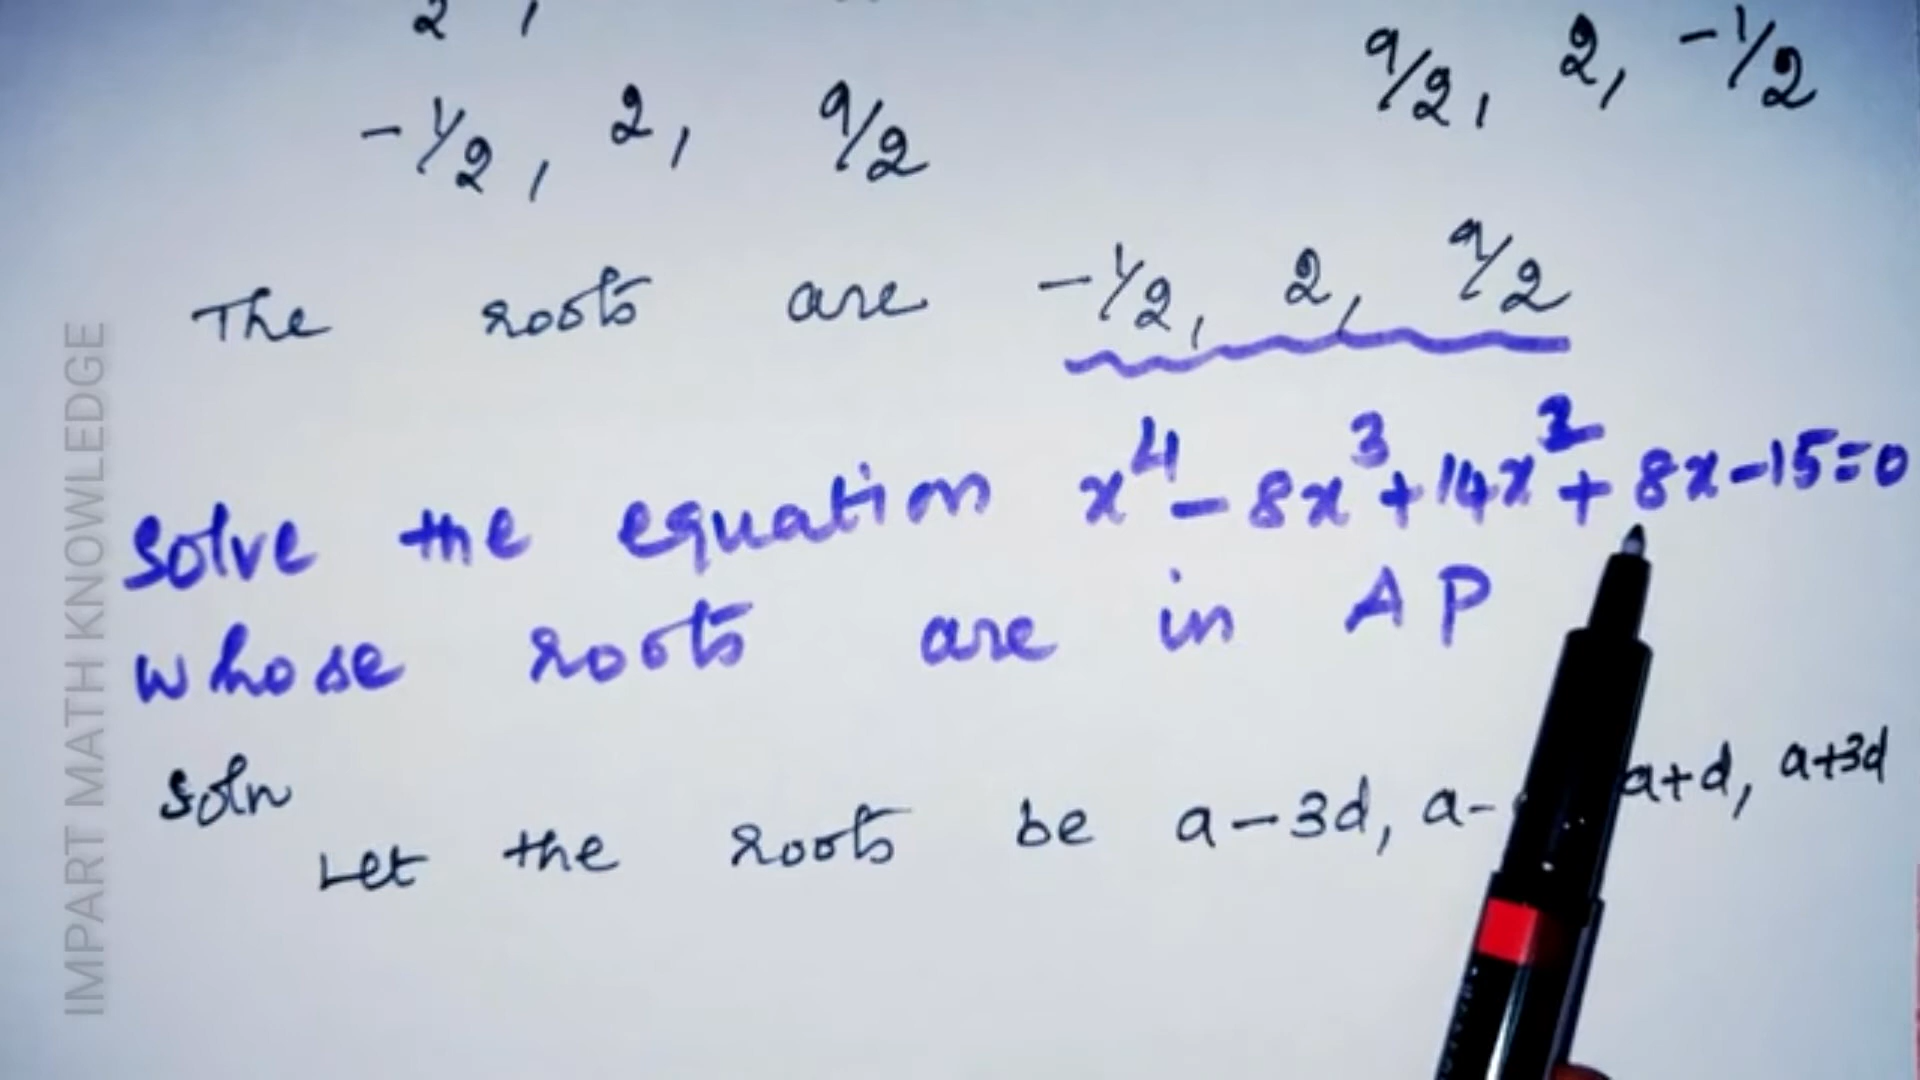 2,
-1/2, 2, 9/2
9/2, 2, -1/2
The roots are -1/2, 2, 9/2
Solve the equation x⁴-8x³+14x²+8x-15=0
whose roots are in AP
Soln
Let the roots be a-3d, a- a+d, a+3d
IMPART MATH KNOWLEDGE